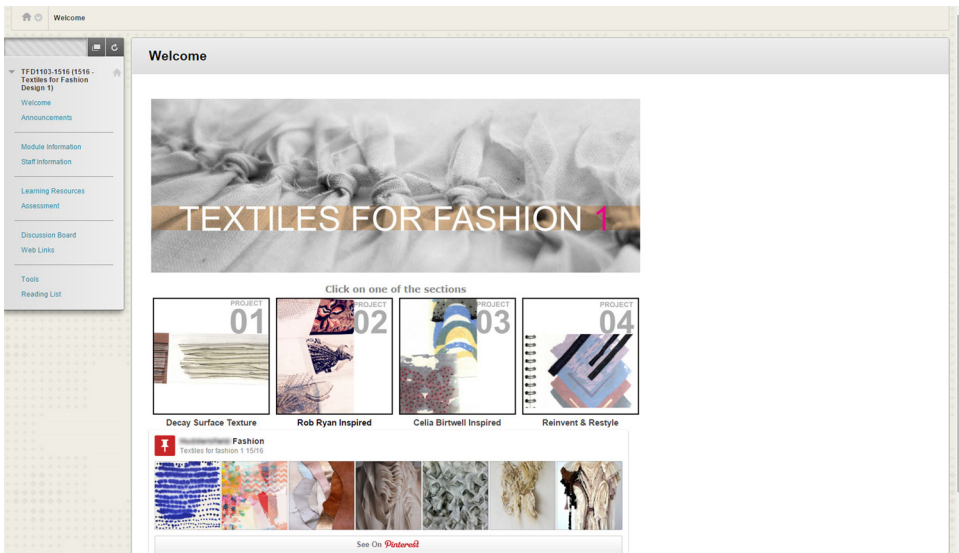 Welcome
TFD1103-1516 (1516 -
Textiles for Fashion
Design 1)
Welcome
Announcements
Module Information
Staff Information
Learning Resources
Assessment
Discussion Board
Web Links
Tools
Reading List
Welcome
TEXTILES FOR FASHION 1
Click on one of the sections
PROJECT
01
PROJECT
02
PROJECT
03
PROJECT
04
Decay Surface Texture
Rob Ryan Inspired
Celia Birtwell Inspired
Reinvent & Restyle
Fashion
Textiles for fashion 1 15/16
See On Pinterest